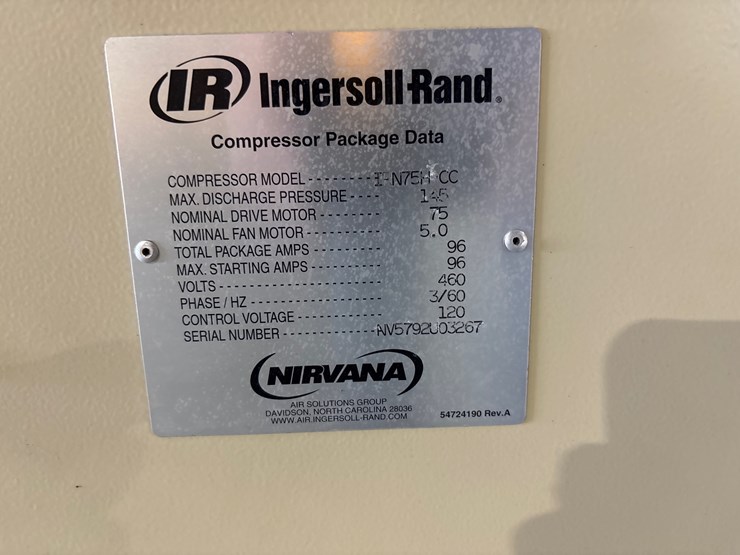 IR Ingersoll-Rand®
Compressor Package Data
COMPRESSOR MODEL - - - - - - - - -
MAX. DISCHARGE PRESSURE - - - - 145
NOMINAL DRIVE MOTOR - - - - - - - - 75
NOMINAL FAN MOTOR - - - - - - - - - - 5.0
TOTAL PACKAGE AMPS - - - - - - - - - 96
MAX. STARTING AMPS - - - - - - - - - - 96
VOLTS - - - - - - - - - - - - - - - - - - - - - - - 460
PHASE / HZ - - - - - - - - - - - - - - - - - - 3/60
CONTROL VOLTAGE - - - - - - - - - - - - 120
SERIAL NUMBER - - - - - - - - - - - - - - NV5792U03267
NIRVANA
AIR SOLUTIONS GROUP
DAVIDSON, NORTH CAROLINA 28036
WWW.AIR.INGERSOLL-RAND.COM
54724190 Rev.A